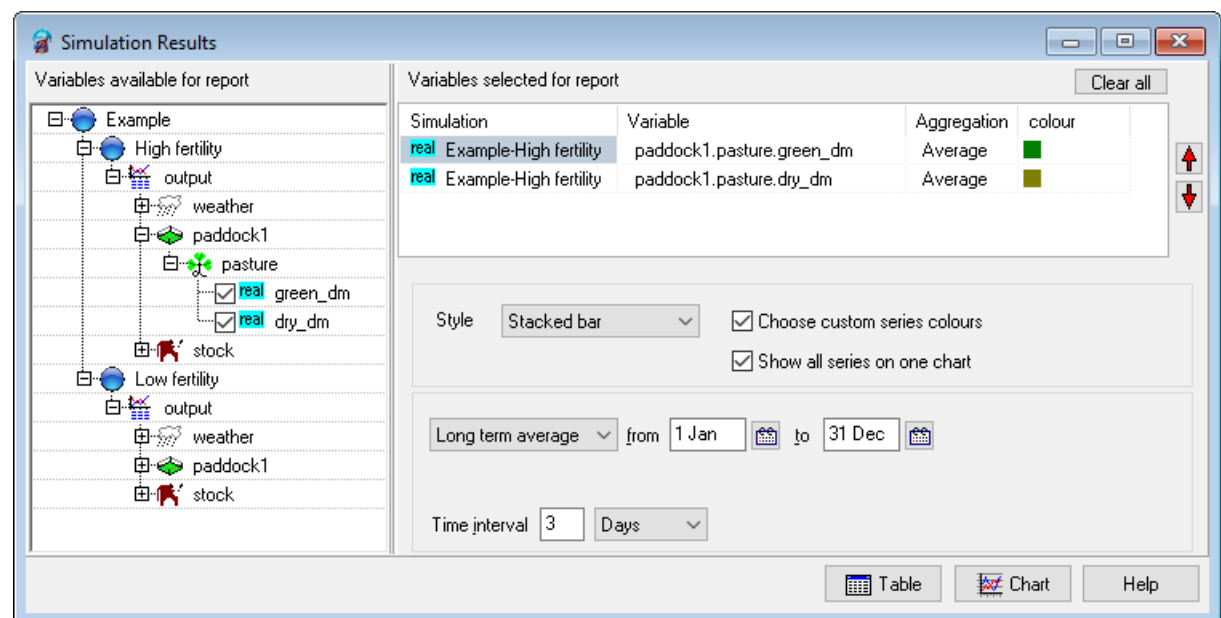 Simulation Results
Variables available for report
Example
High fertility
output
weather
paddock1
pasture
real green_dm
real dry_dm
stock
Low fertility
output
weather
paddock1
stock
Variables selected for report
Clear all
Simulation Variable Aggregation colour
real Example-High fertility paddock1.pasture.green_dm Average
real Example-High fertility paddock1.pasture.dry_dm Average
Style Stacked bar Choose custom series colours
Show all series on one chart
Long term average from 1 Jan to 31 Dec
Time interval 3 Days
Table Chart Help